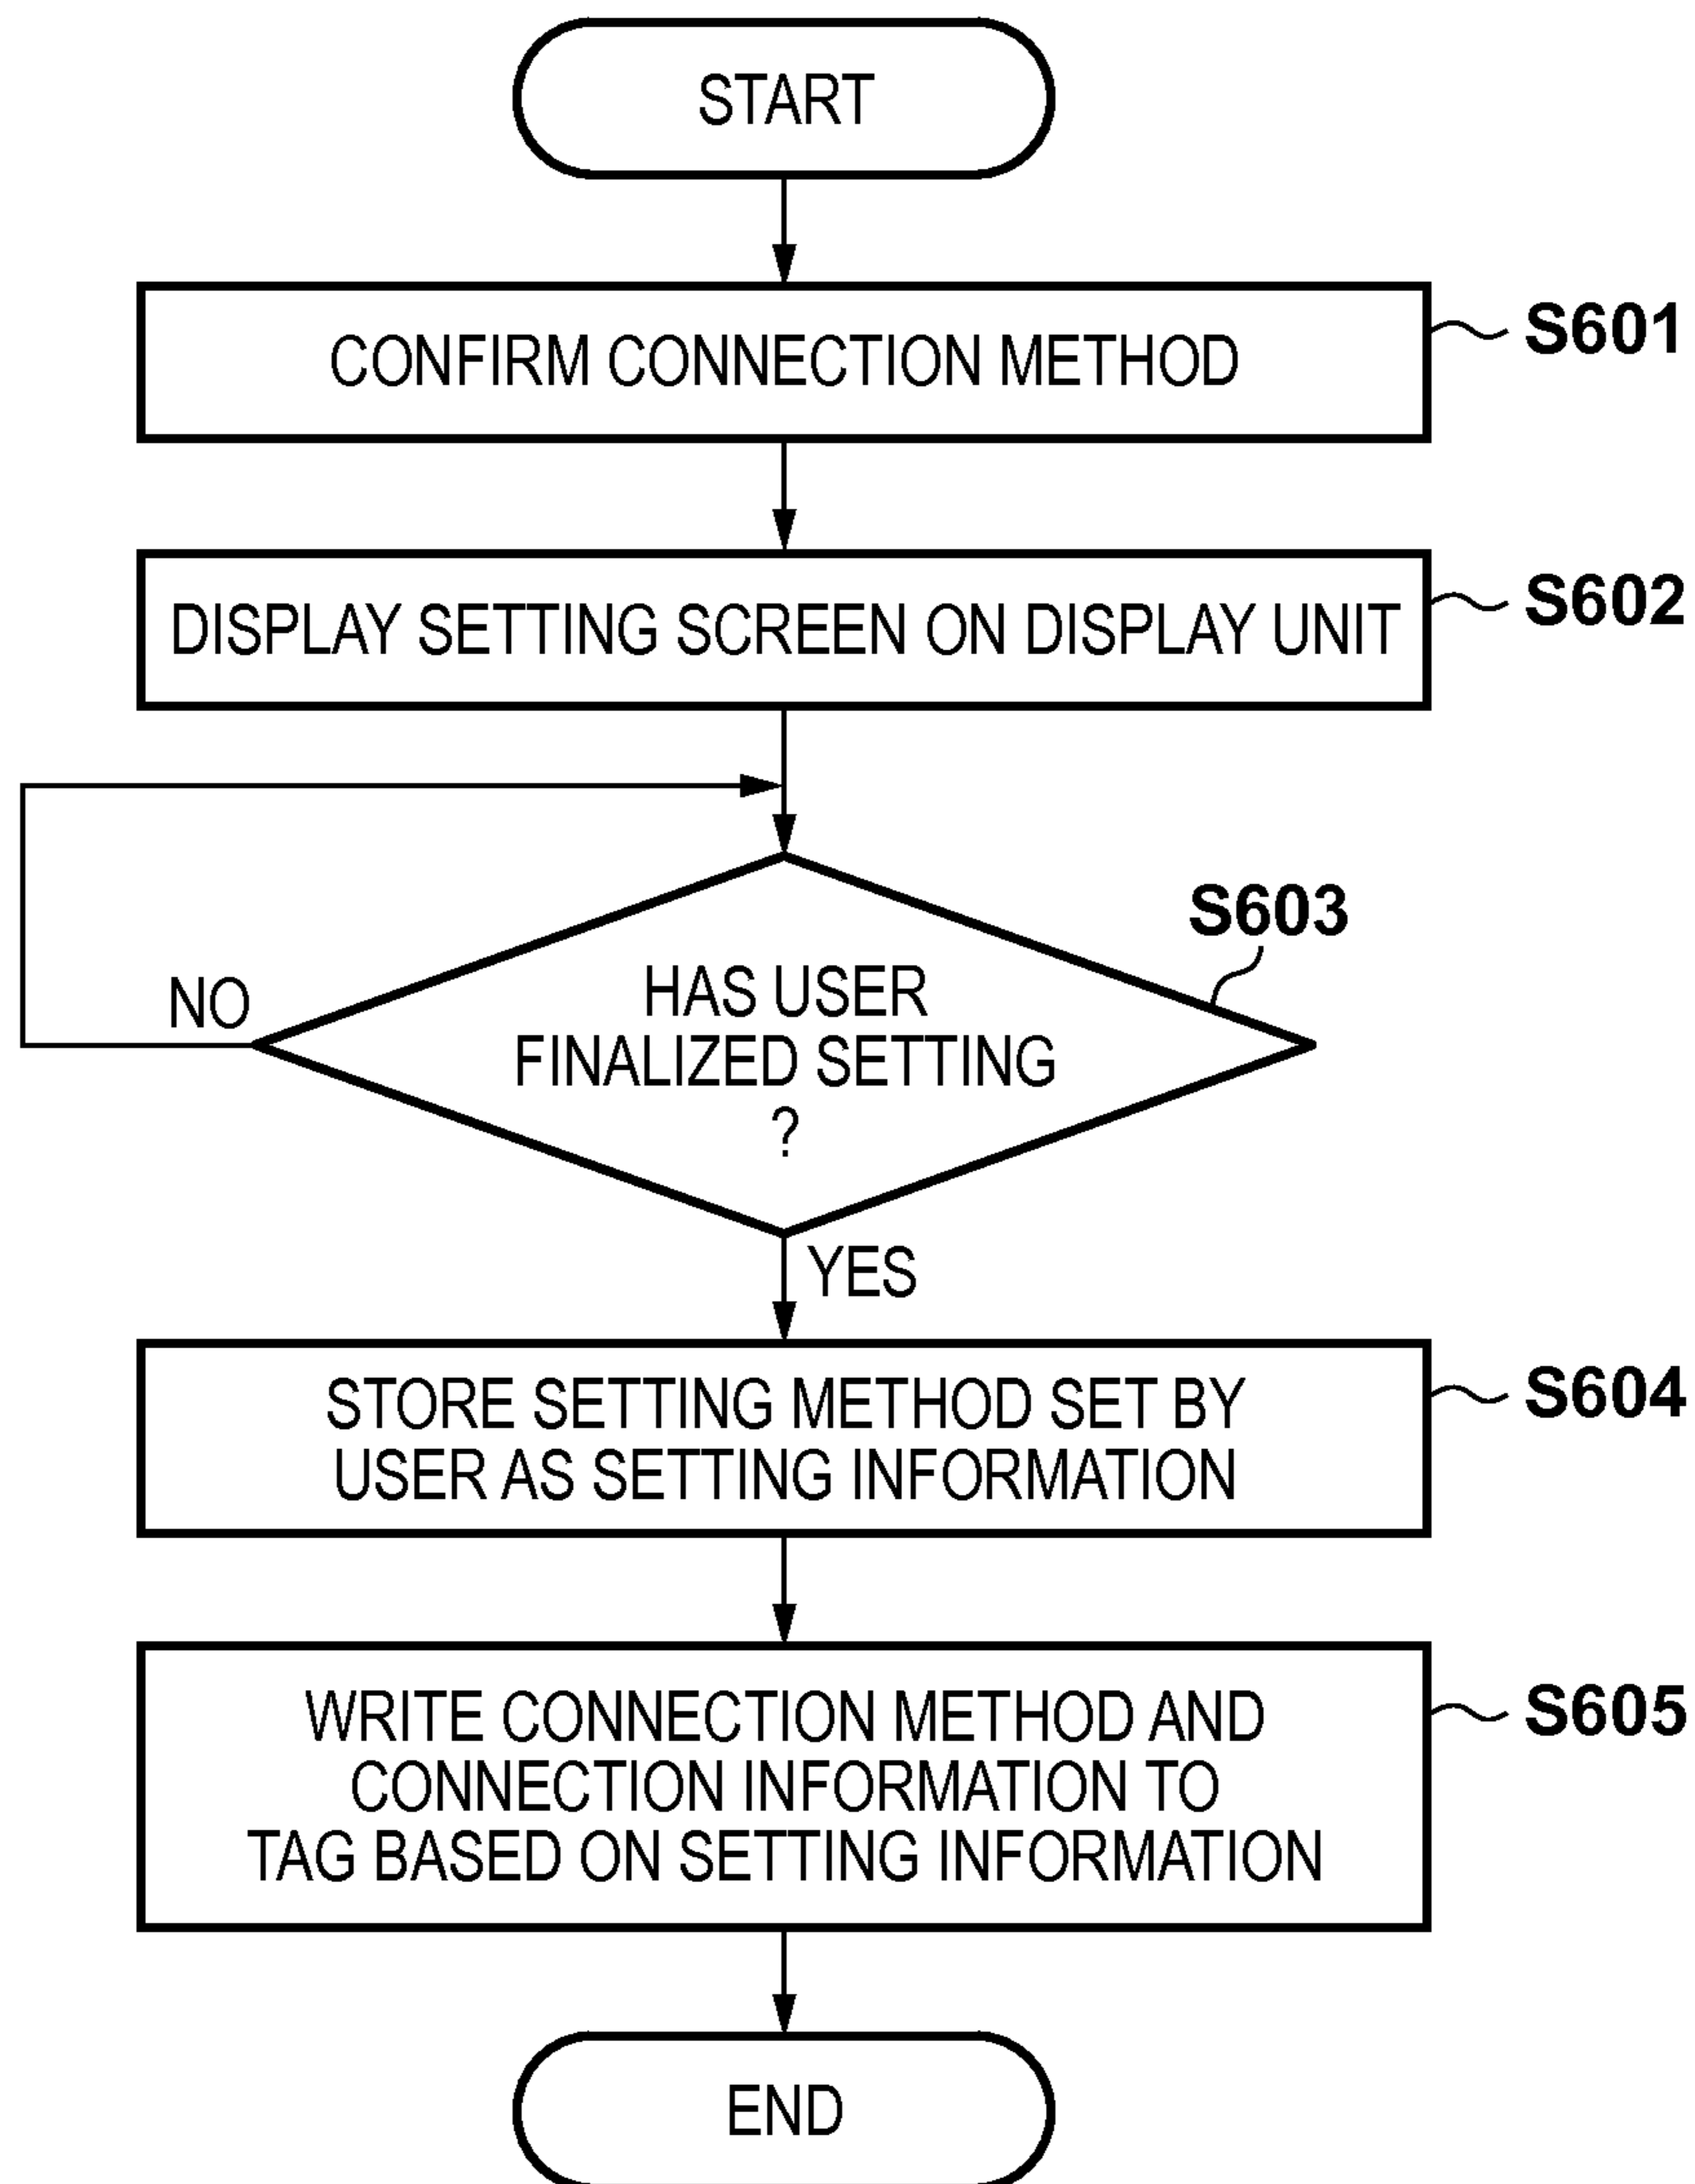 START
CONFIRM CONNECTION METHOD
S601
DISPLAY SETTING SCREEN ON DISPLAY UNIT
S602
S603
HAS USER
FINALIZED SETTING
?
NO
YES
STORE SETTING METHOD SET BY
USER AS SETTING INFORMATION
S604
WRITE CONNECTION METHOD AND
CONNECTION INFORMATION TO
TAG BASED ON SETTING INFORMATION
S605
END